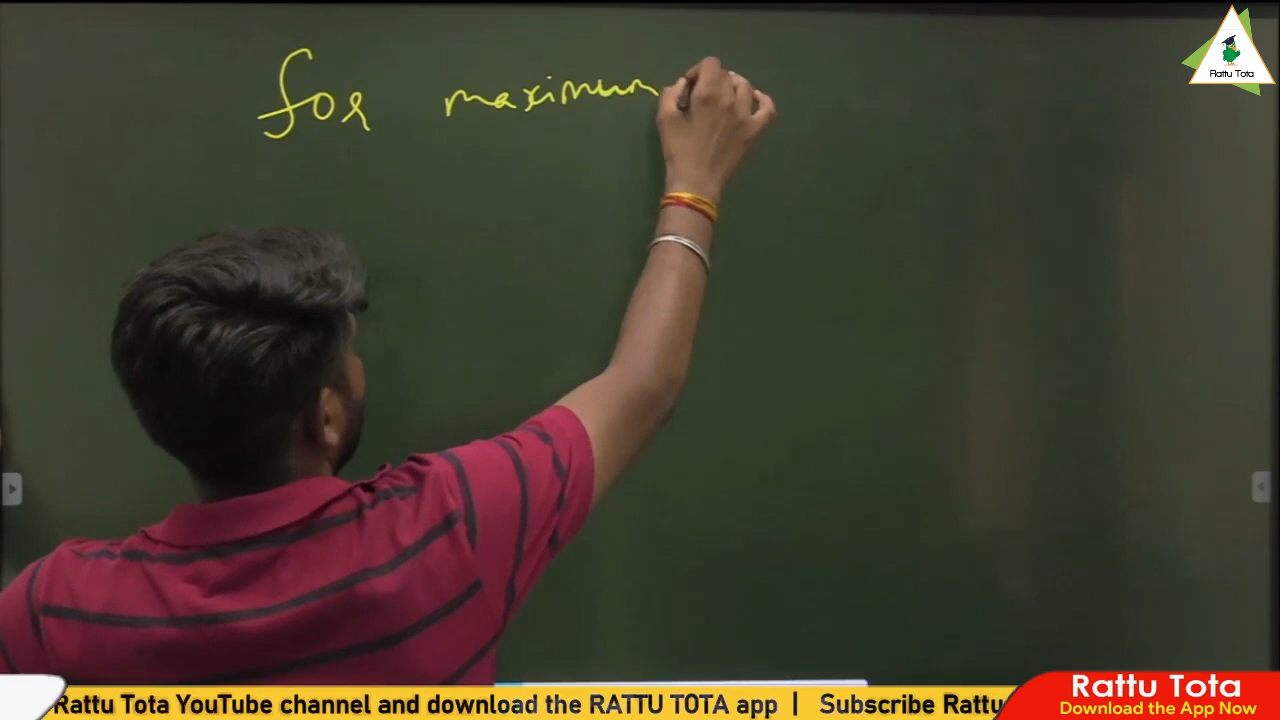 for maximum
Rattu Tota
Rattu Tota YouTube channel and download the RATTU TOTA app | Subscribe Rattu
Rattu Tota
Download the App Now